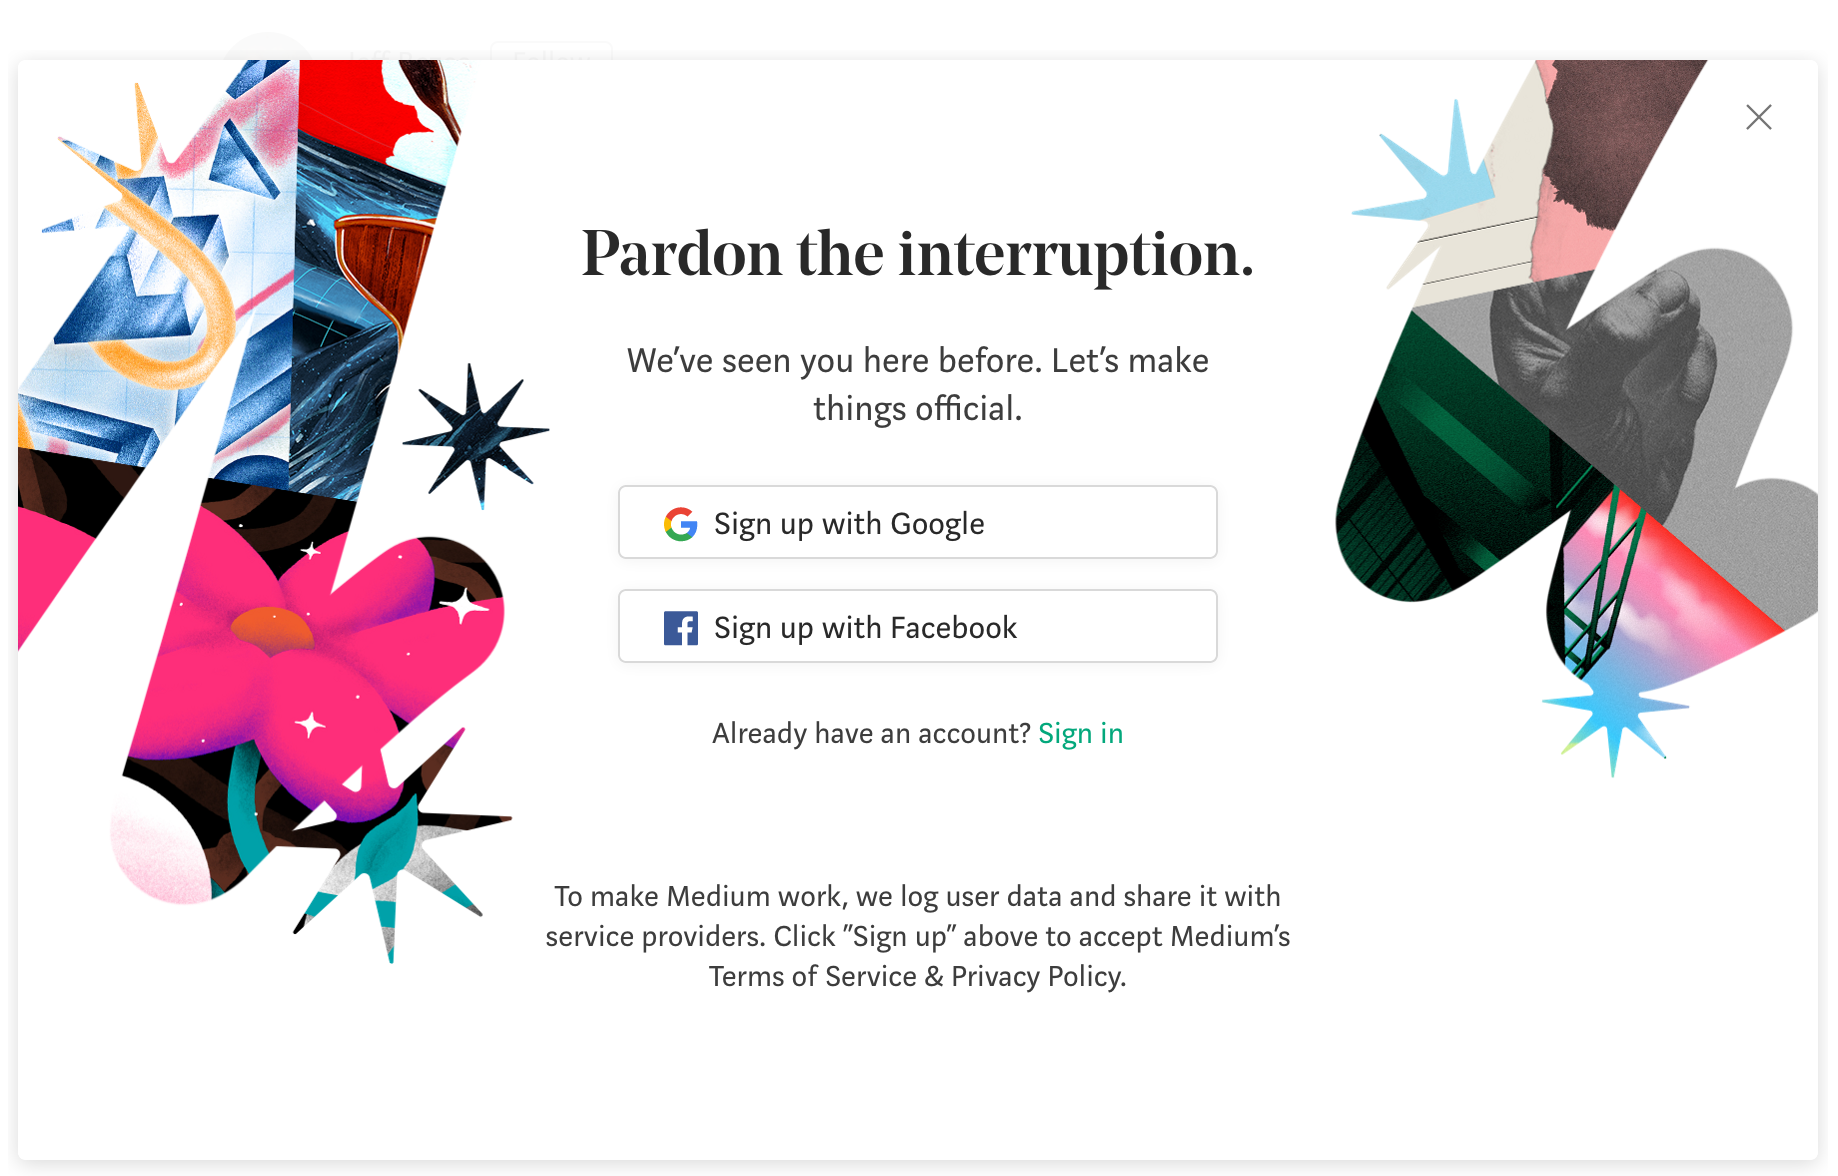 Pardon the interruption.
We’ve seen you here before. Let’s make
things official.
Sign up with Google
Sign up with Facebook
Already have an account? Sign in
To make Medium work, we log user data and share it with
service providers. Click ”Sign up” above to accept Medium’s
Terms of Service & Privacy Policy.